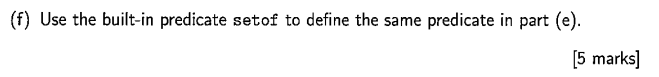 (f) Use the built-in predicate setof to define the same predicate in part (e).
[5 marks]